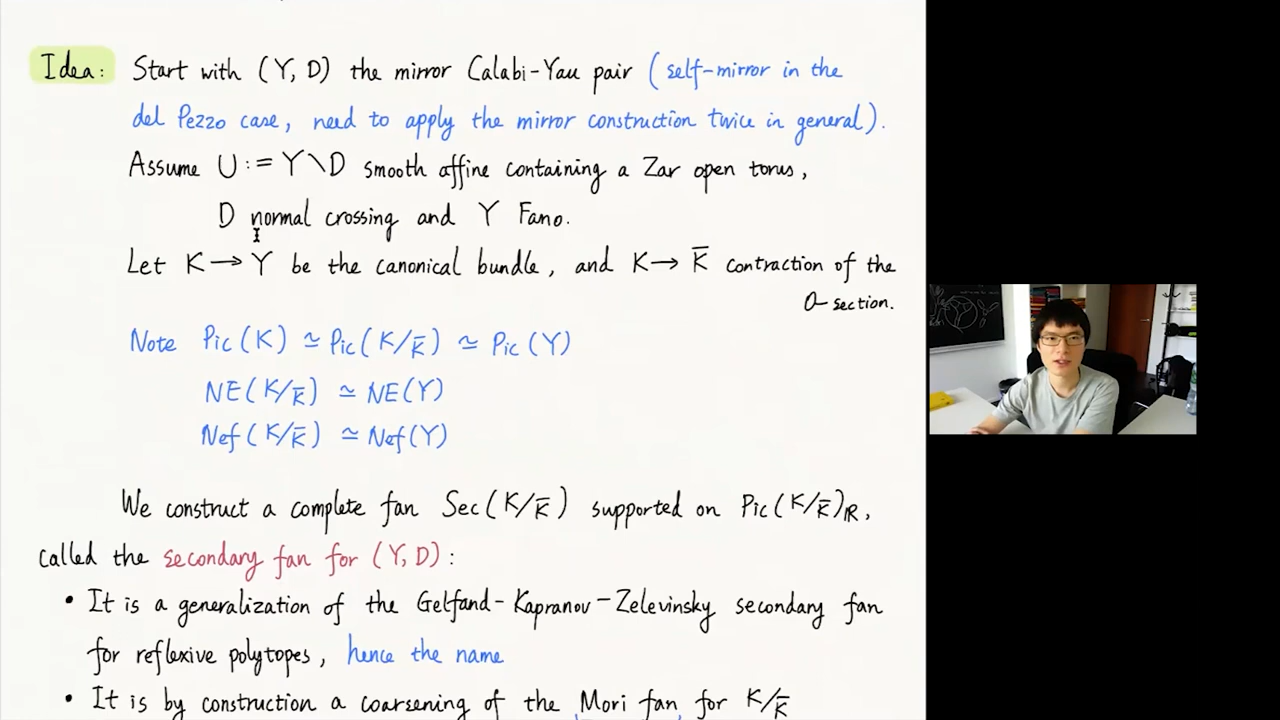 Idea: Start with (Y, D) the mirror Calabi-Yau pair (self-mirror in the
del Pezzo case, need to apply the mirror construction twice in general).
Assume U := Y \ D smooth affine containing a Zar open torus,
D normal crossing and Y Fano.
Let K → Y be the canonical bundle, and K → K̅ contraction of the
0-section.
Note Pic(K) ≃ Pic(K/K̅) ≃ Pic(Y)
NE(K/K̅) ≃ NE(Y)
Nef(K/K̅) ≃ Nef(Y)
We construct a complete fan Sec(K/K̅) supported on Pic(K/K̅)ℝ,
called the secondary fan for (Y, D):
• It is a generalization of the Gelfand-Kapranov-Zelevinsky secondary fan
for reflexive polytopes, hence the name
• It is by construction a coarsening of the Mori fan for K/K̅